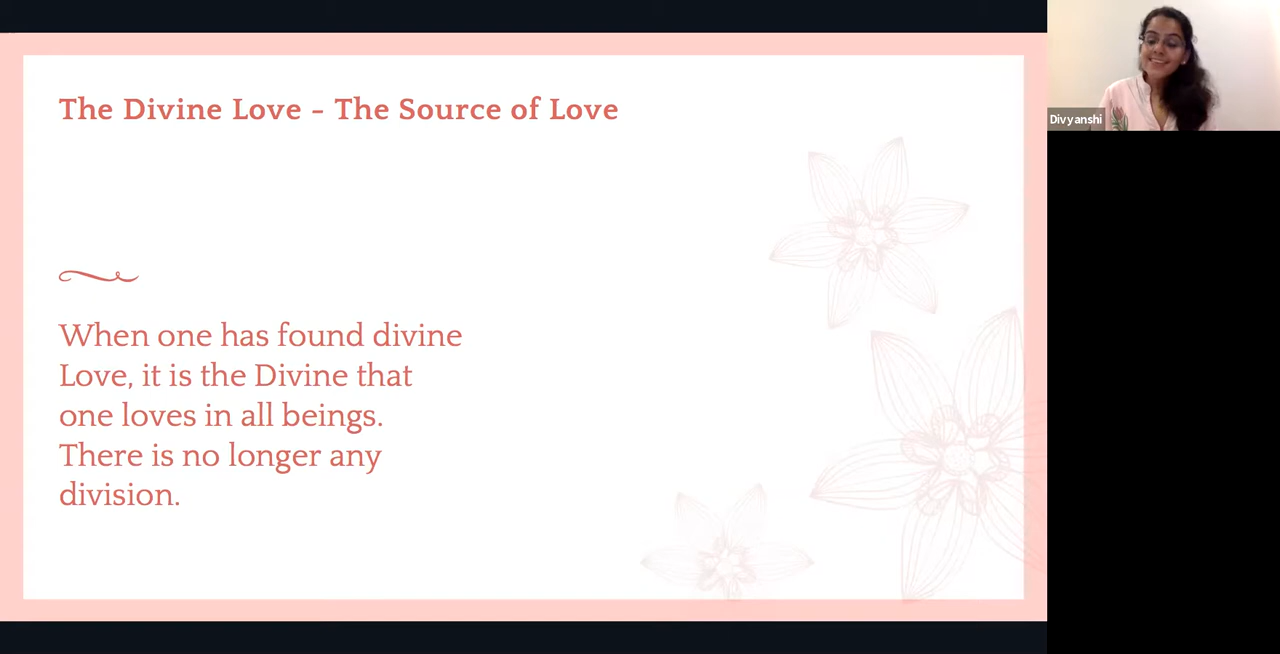 The Divine Love - The Source of Love
When one has found divine
Love, it is the Divine that
one loves in all beings.
There is no longer any
division.
Divyanshi